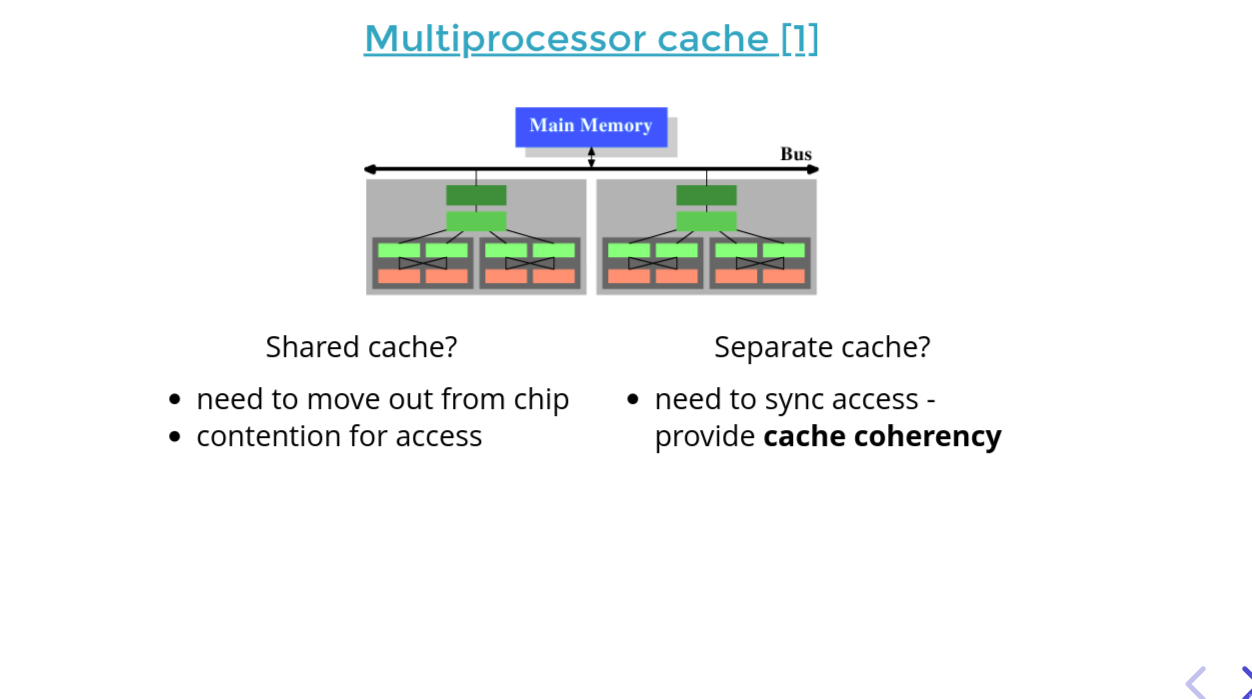 Multiprocessor cache [1]
Main Memory
Bus
Shared cache?
• need to move out from chip
• contention for access
Separate cache?
• need to sync access -
provide cache coherency